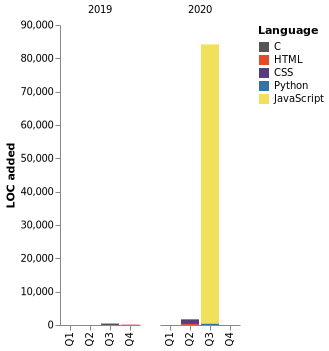 2019
2020
LOC added
90,000
80,000
70,000
60,000
50,000
40,000
30,000
20,000
10,000
0
Q1
Q2
Q3
Q4
Q1
Q2
Q3
Q4
Language
C
HTML
CSS
Python
JavaScript